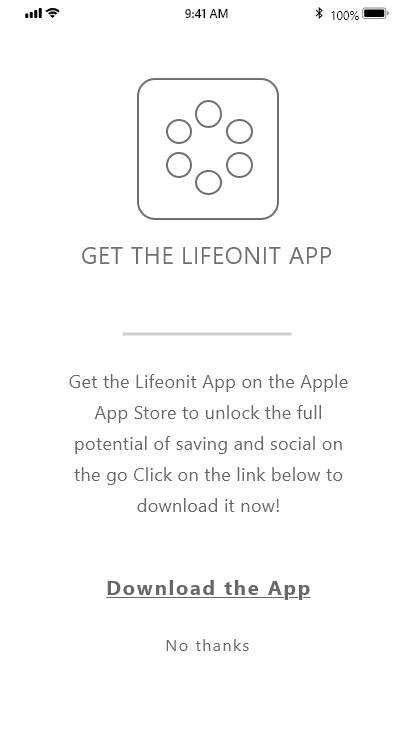 9:41 AM 100%
GET THE LIFEONIT APP
Get the Lifeonit App on the Apple
App Store to unlock the full
potential of saving and social on
the go Click on the link below to
download it now!
Download the App
No thanks